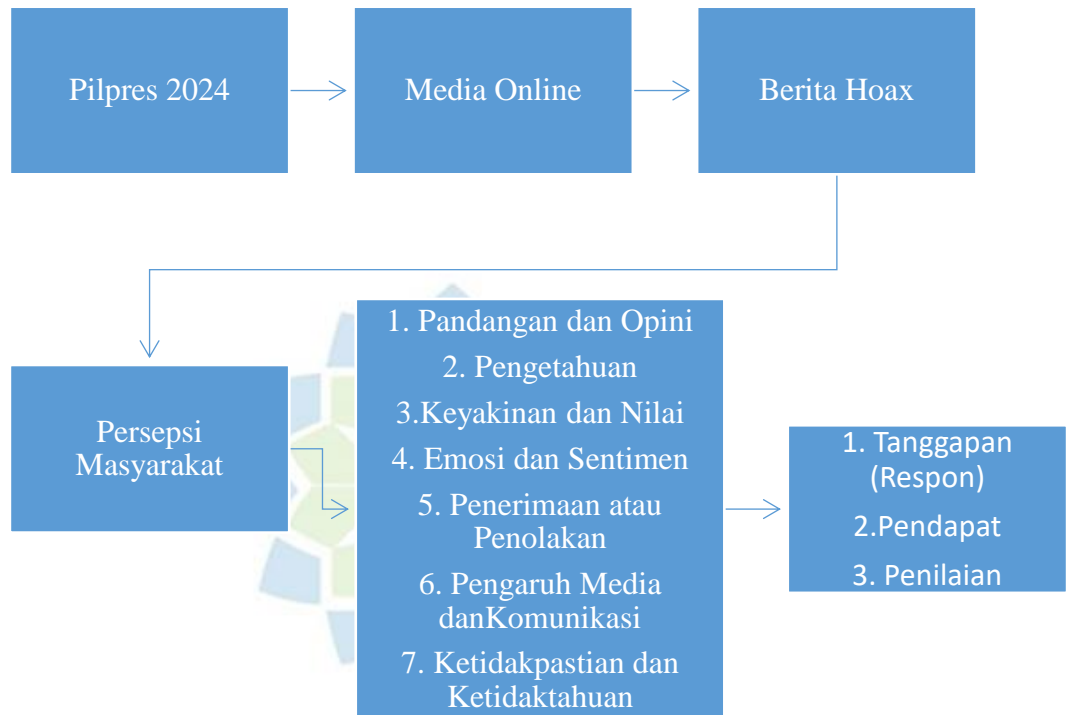 Pilpres 2024
Media Online
Berita Hoax
Persepsi
Masyarakat
1. Pandangan dan Opini
2. Pengetahuan
3.Keyakinan dan Nilai
4. Emosi dan Sentimen
5. Penerimaan atau
Penolakan
6. Pengaruh Media
danKomunikasi
7. Ketidakpastian dan
Ketidaktahuan
1. Tanggapan
(Respon)
2.Pendapat
3. Penilaian